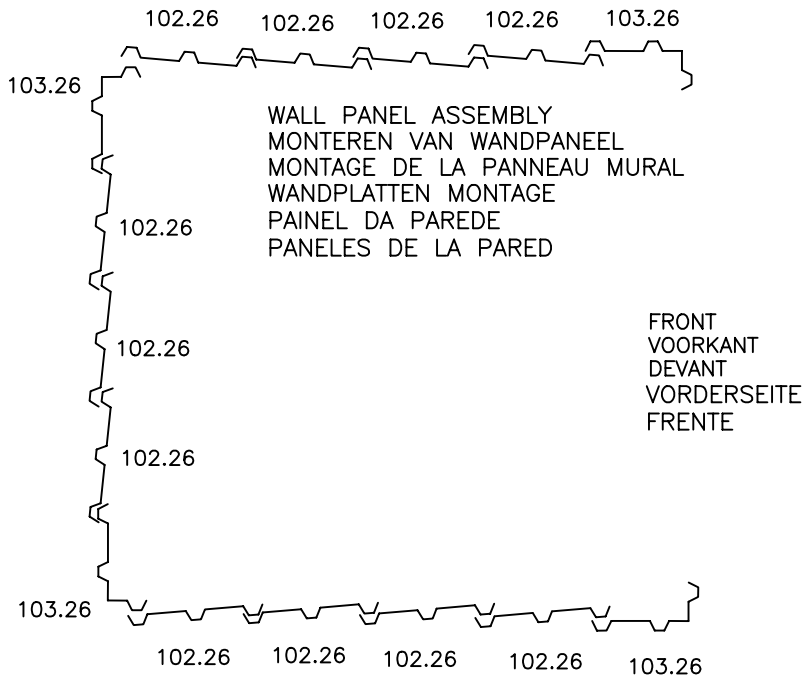 102.26
102.26
102.26
102.26
103.26
103.26
WALL PANEL ASSEMBLY
MONTEREN VAN WANDPANEEL
MONTAGE DE LA PANNEAU MURAL
WANDPLATTEN MONTAGE
PAINEL DA PAREDE
PANELES DE LA PARED
102.26
FRONT
VOORKANT
DEVANT
VORDERSEITE
FRENTE
102.26
102.26
103.26
102.26
102.26
102.26
102.26
103.26